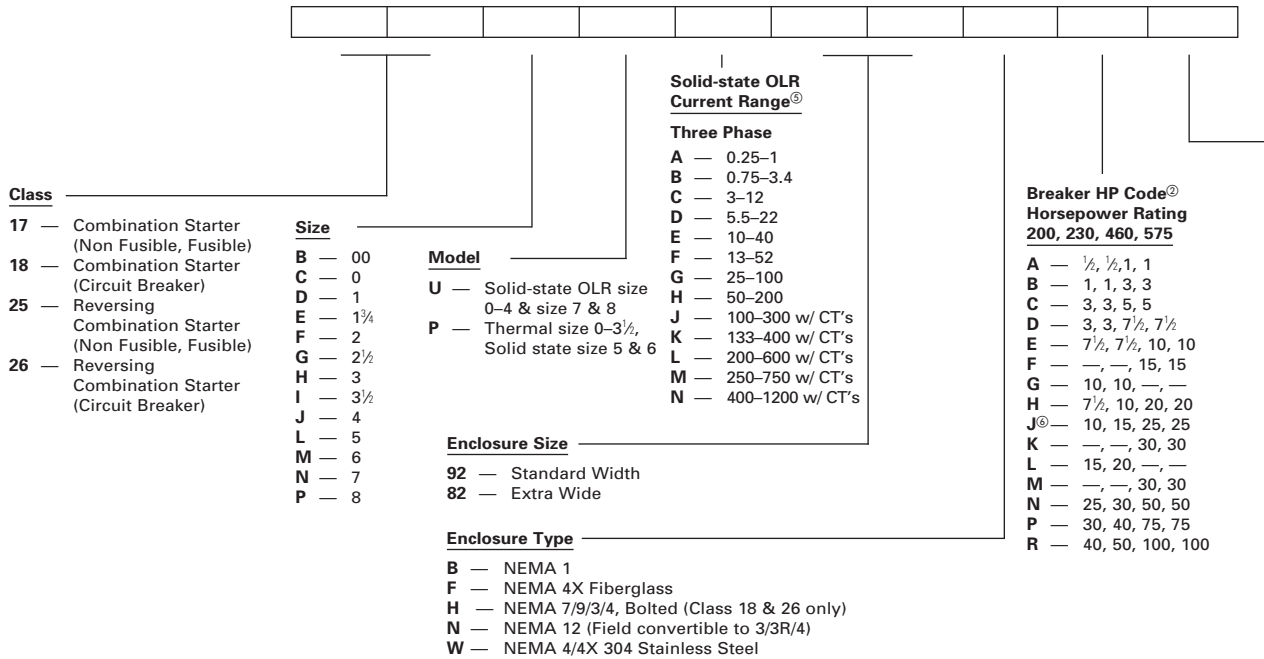 Class
17 — Combination Starter
(Non Fusible, Fusible)
18 — Combination Starter
(Circuit Breaker)
25 — Reversing
Combination Starter
(Non Fusible, Fusible)
26 — Reversing
Combination Starter
(Circuit Breaker)
Size
B — 00
C — 0
D — 1
E — 1¾
F — 2
G — 2½
H — 3
I — 3½
J — 4
L — 5
M — 6
N — 7
P — 8
Model
U — Solid-state OLR size
0–4 & size 7 & 8
P — Thermal size 0–3½,
Solid state size 5 & 6
Solid-state OLR
Current Range⑤
Three Phase
A — 0.25–1
B — 0.75–3.4
C — 3–12
D — 5.5–22
E — 10–40
F — 13–52
G — 25–100
H — 50–200
J — 100–300 w/ CT's
K — 133–400 w/ CT's
L — 200–600 w/ CT's
M — 250–750 w/ CT's
N — 400–1200 w/ CT's
Enclosure Size
92 — Standard Width
82 — Extra Wide
Enclosure Type
B — NEMA 1
F — NEMA 4X Fiberglass
H — NEMA 7/9/3/4, Bolted (Class 18 & 26 only)
N — NEMA 12 (Field convertible to 3/3R/4)
W — NEMA 4/4X 304 Stainless Steel
Breaker HP Code②
Horsepower Rating
200, 230, 460, 575
A — ½, ½,1, 1
B — 1, 1, 3, 3
C — 3, 3, 5, 5
D — 3, 3, 7½, 7½
E — 7½, 7½, 10, 10
F — —, —, 15, 15
G — 10, 10, —, —
H — 7½, 10, 20, 20
J⑥— 10, 15, 25, 25
K — —, —, 30, 30
L — 15, 20, —, —
M — —, —, 30, 30
N — 25, 30, 50, 50
P — 30, 40, 75, 75
R — 40, 50, 100, 100